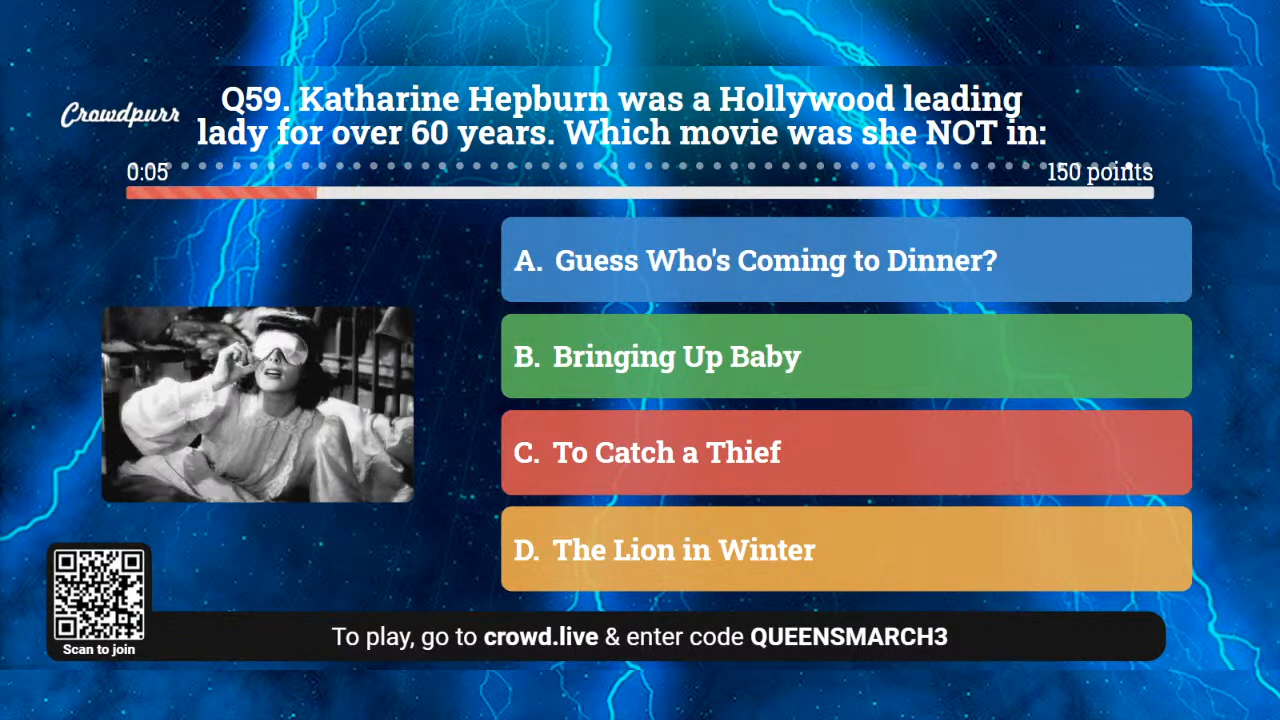 Crowdpurr
Q59. Katharine Hepburn was a Hollywood leading
lady for over 60 years. Which movie was she NOT in:
0:05
150 points
A. Guess Who's Coming to Dinner?
B. Bringing Up Baby
C. To Catch a Thief
D. The Lion in Winter
Scan to join
To play, go to crowd.live & enter code QUEENSMARCH3